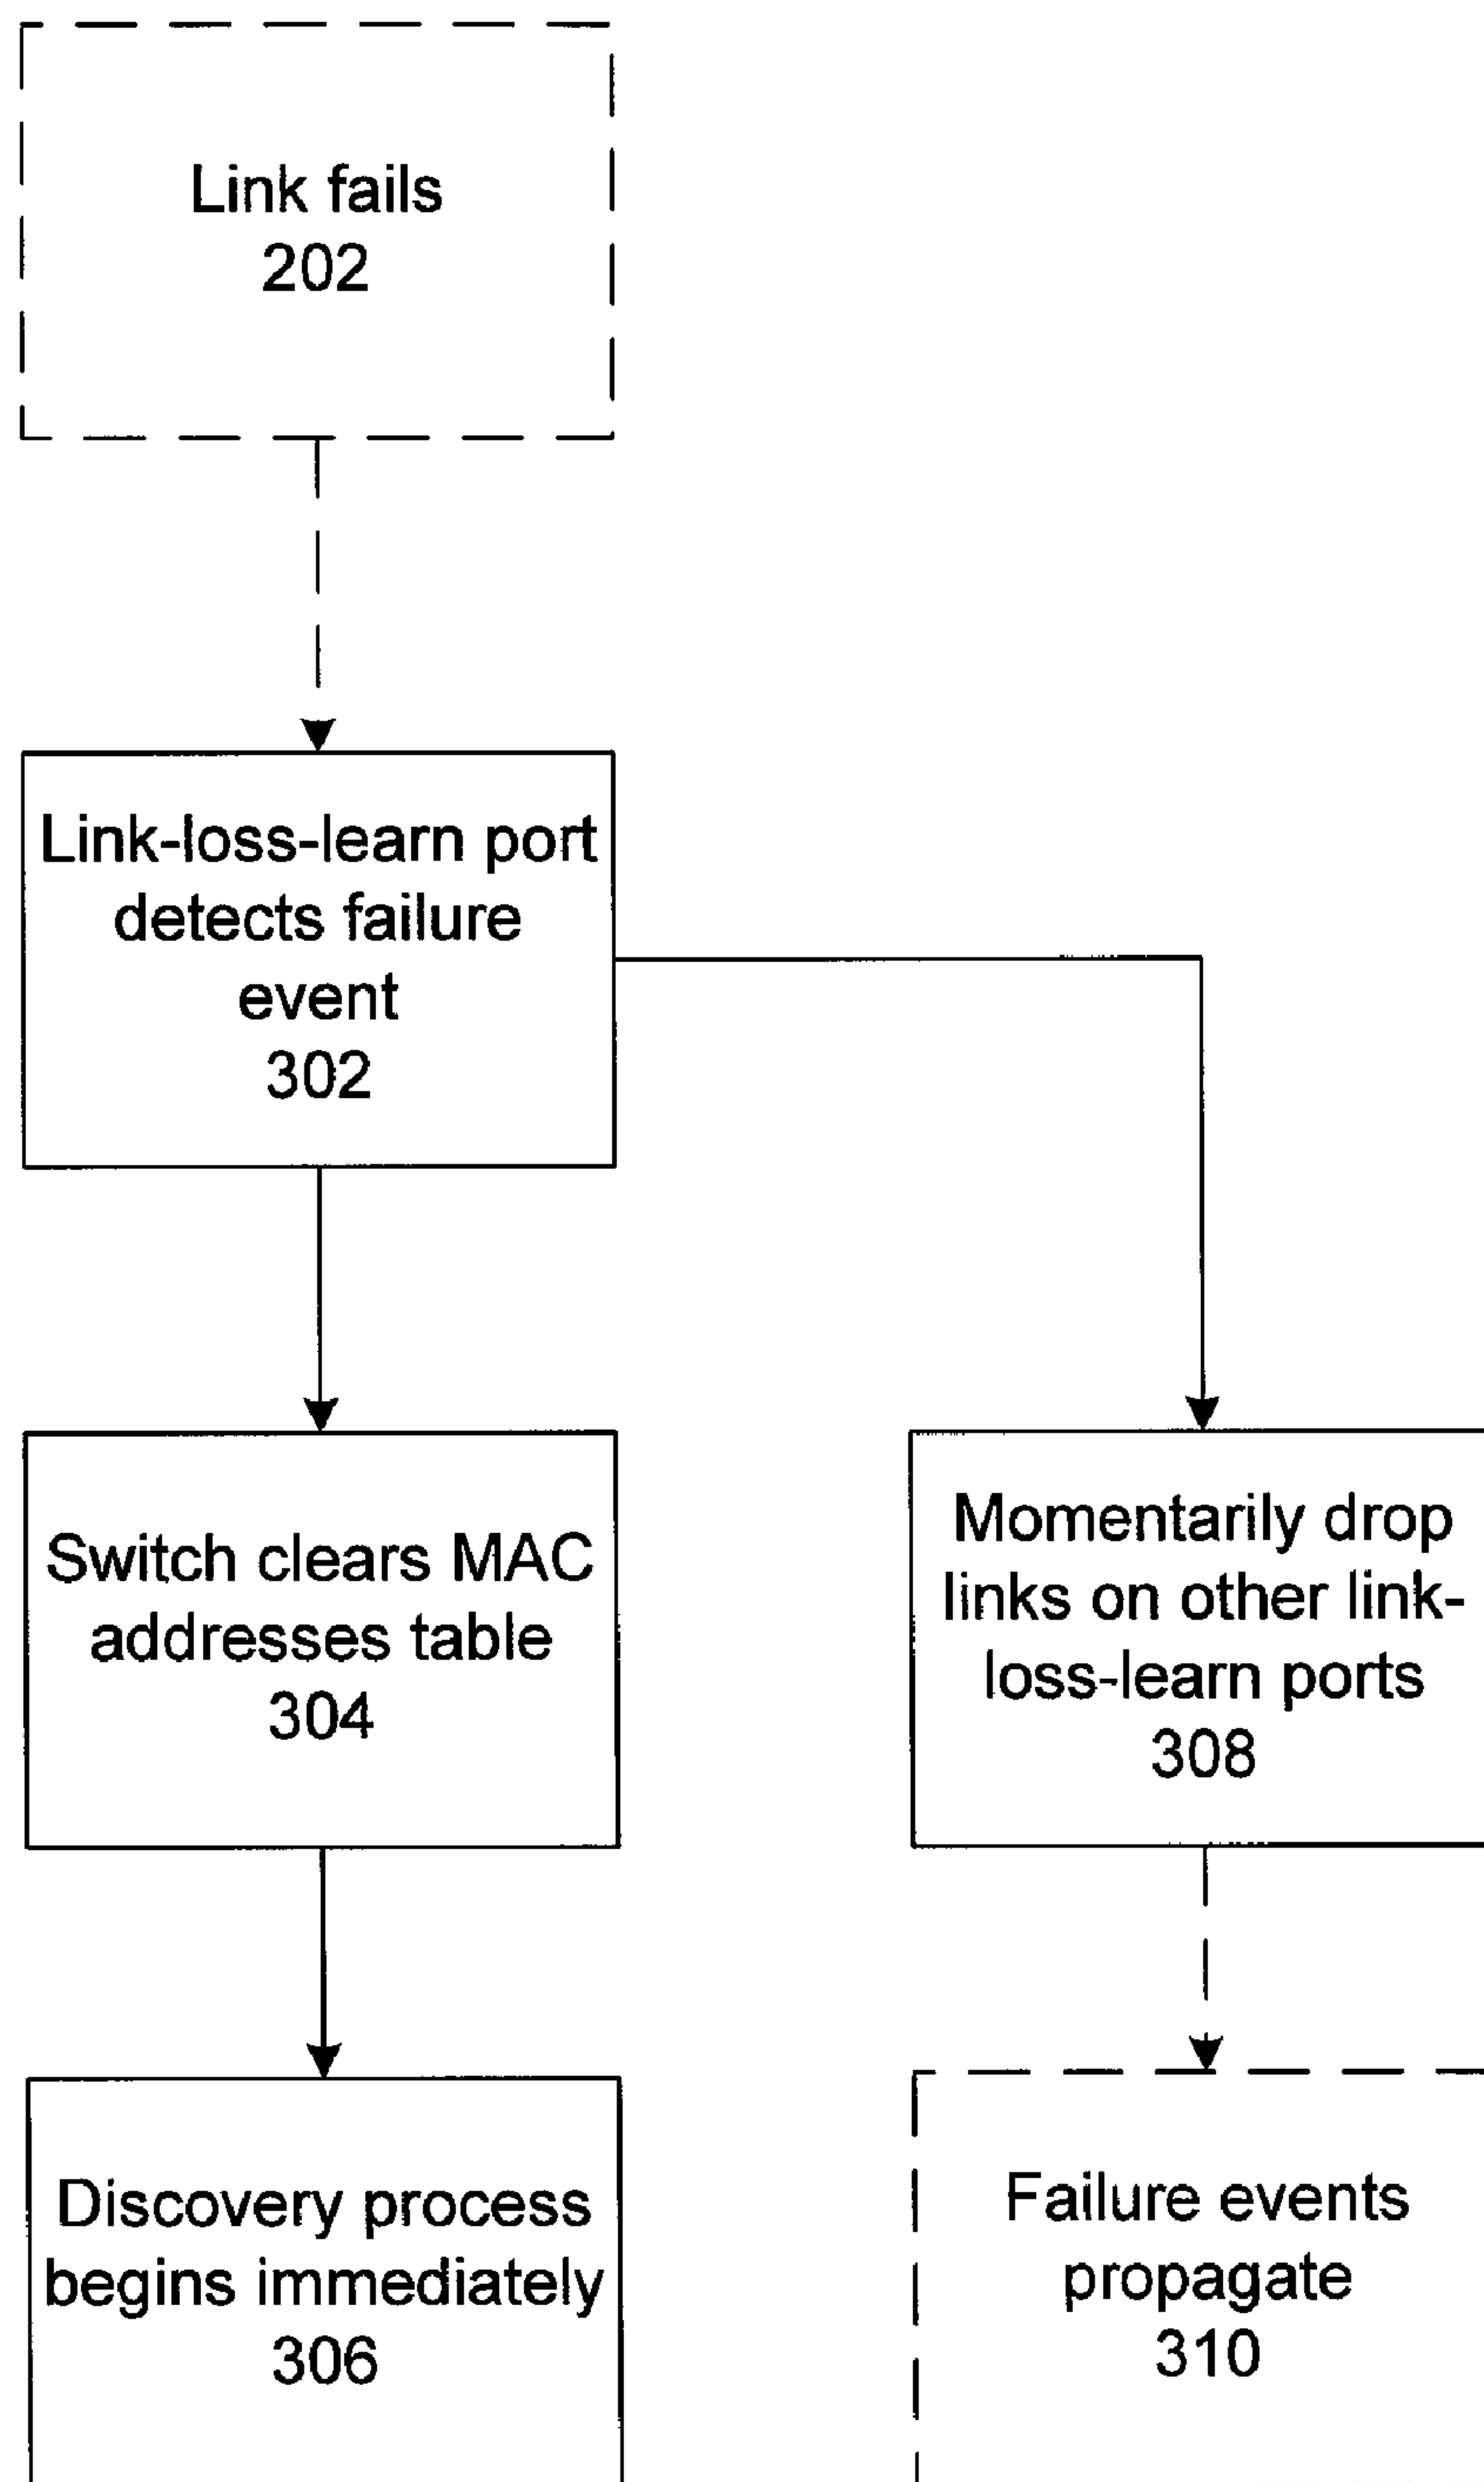 Link fails
202
Link-loss-learn port
detects failure
event
302
Switch clears MAC
addresses table
304
Momentarily drop
links on other link-
loss-learn ports
308
Discovery process
begins immediately
306
Failure events
propagate
310